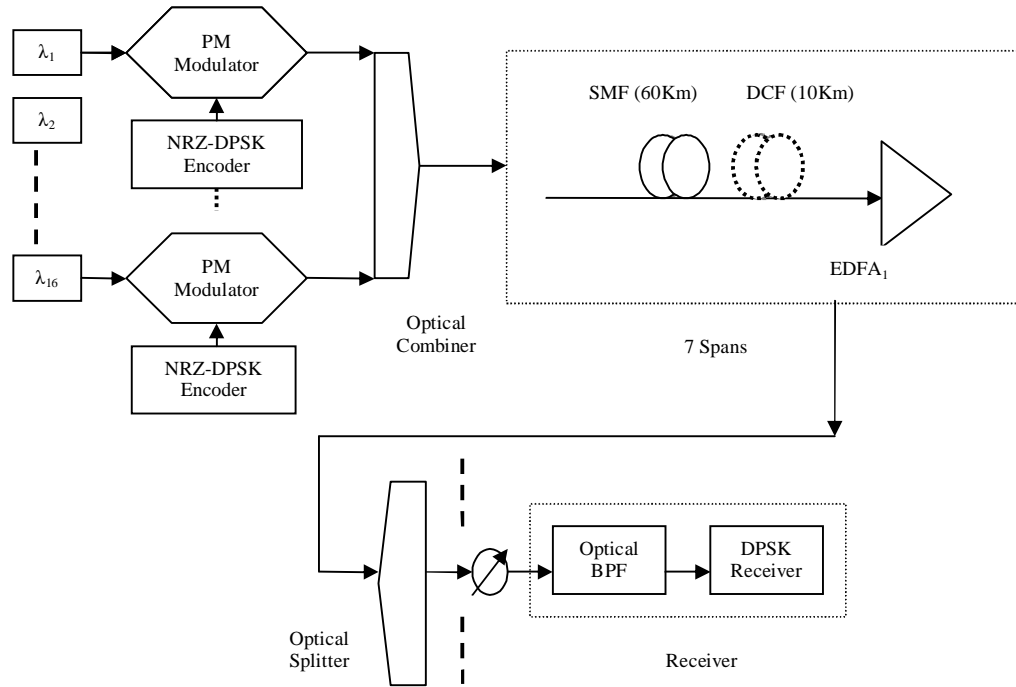 λ1
PM
Modulator
SMF (60Km)
DCF (10Km)
λ2
NRZ-DPSK
Encoder
λ16
PM
Modulator
EDFA1
Optical
Combiner
7 Spans
NRZ-DPSK
Encoder
Optical
BPF
DPSK
Receiver
Optical
Splitter
Receiver